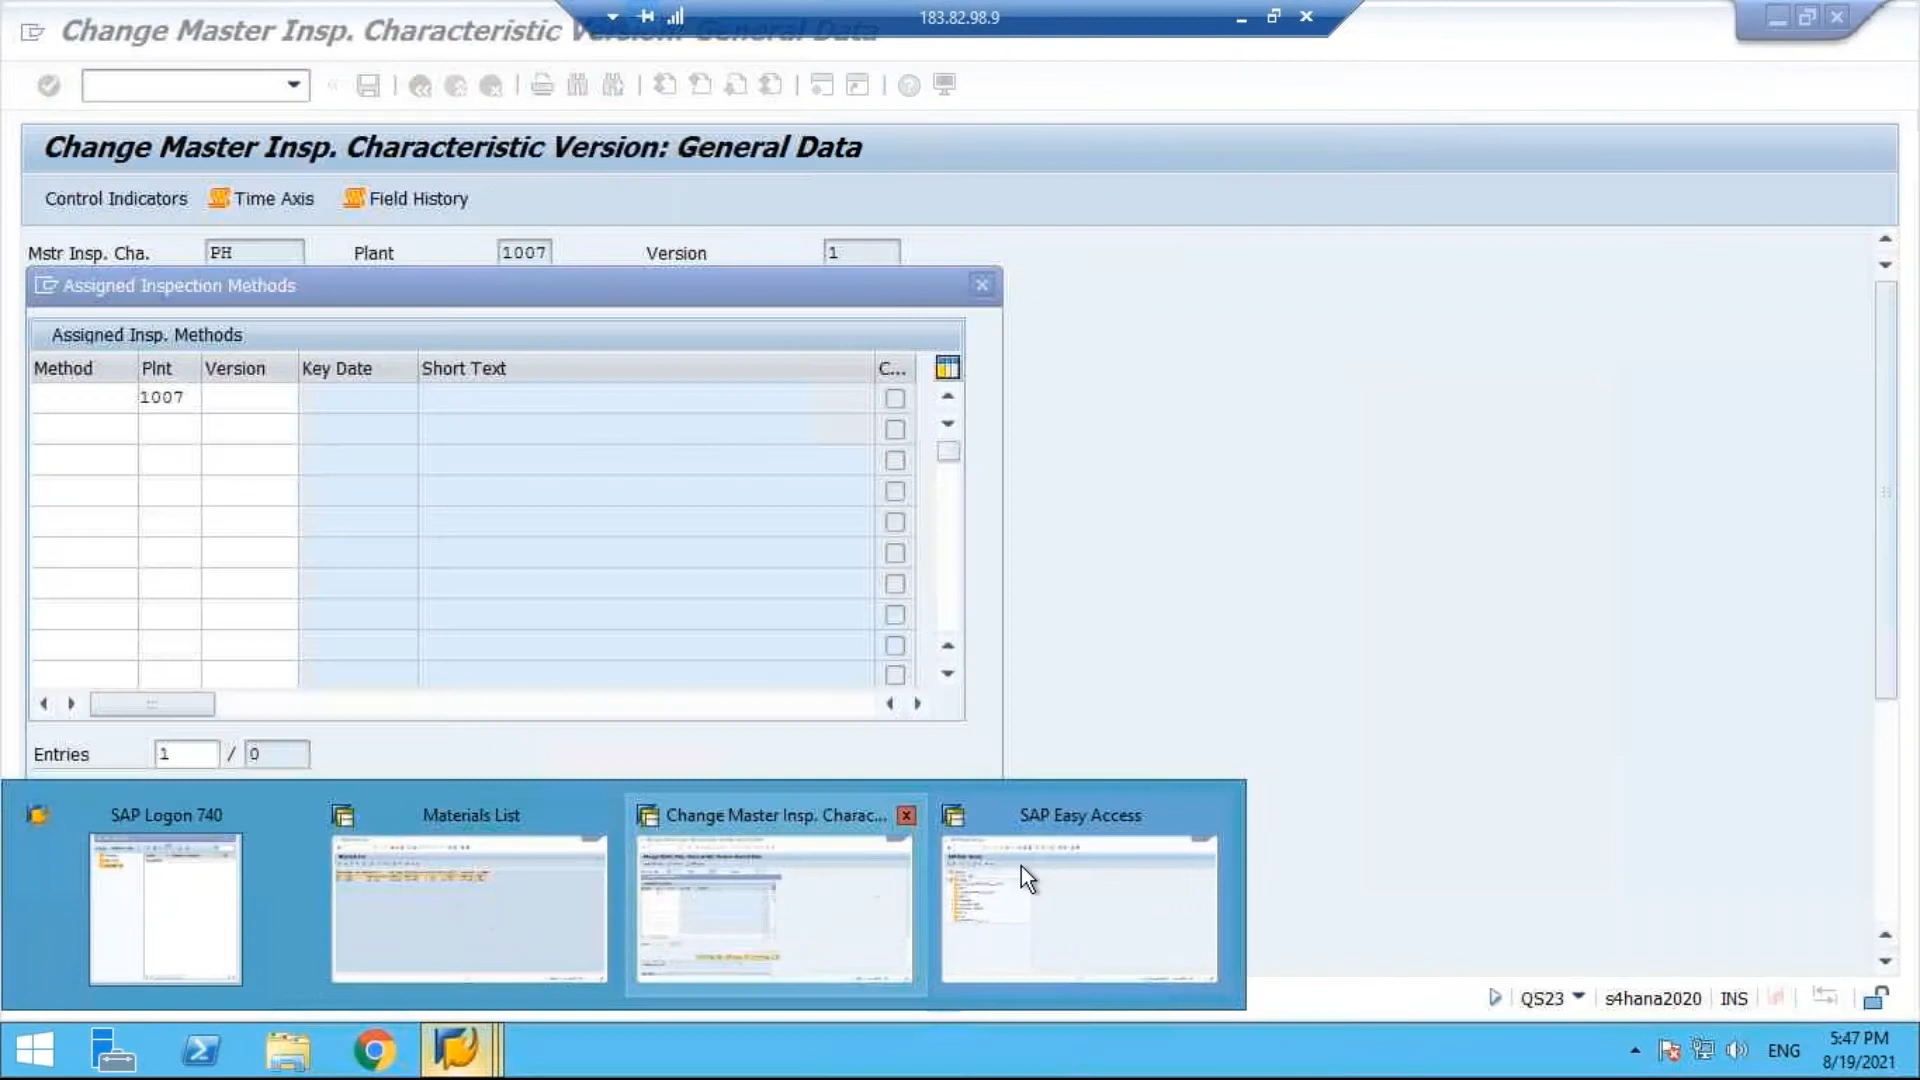 183.82.98.9
Change Master Insp. Characteristic Version: General Data
Change Master Insp. Characteristic Version: General Data
Control Indicators Time Axis Field History
Mstr Insp. Cha. PH Plant 1007 Version 1
Assigned Inspection Methods
Assigned Insp. Methods
Method Plnt Version Key Date Short Text C...
1007
Entries 1 / 0
SAP Logon 740 Materials List Change Master Insp. Charac... SAP Easy Access
QS23 s4hana2020 INS
ENG
5:47 PM
8/19/2021